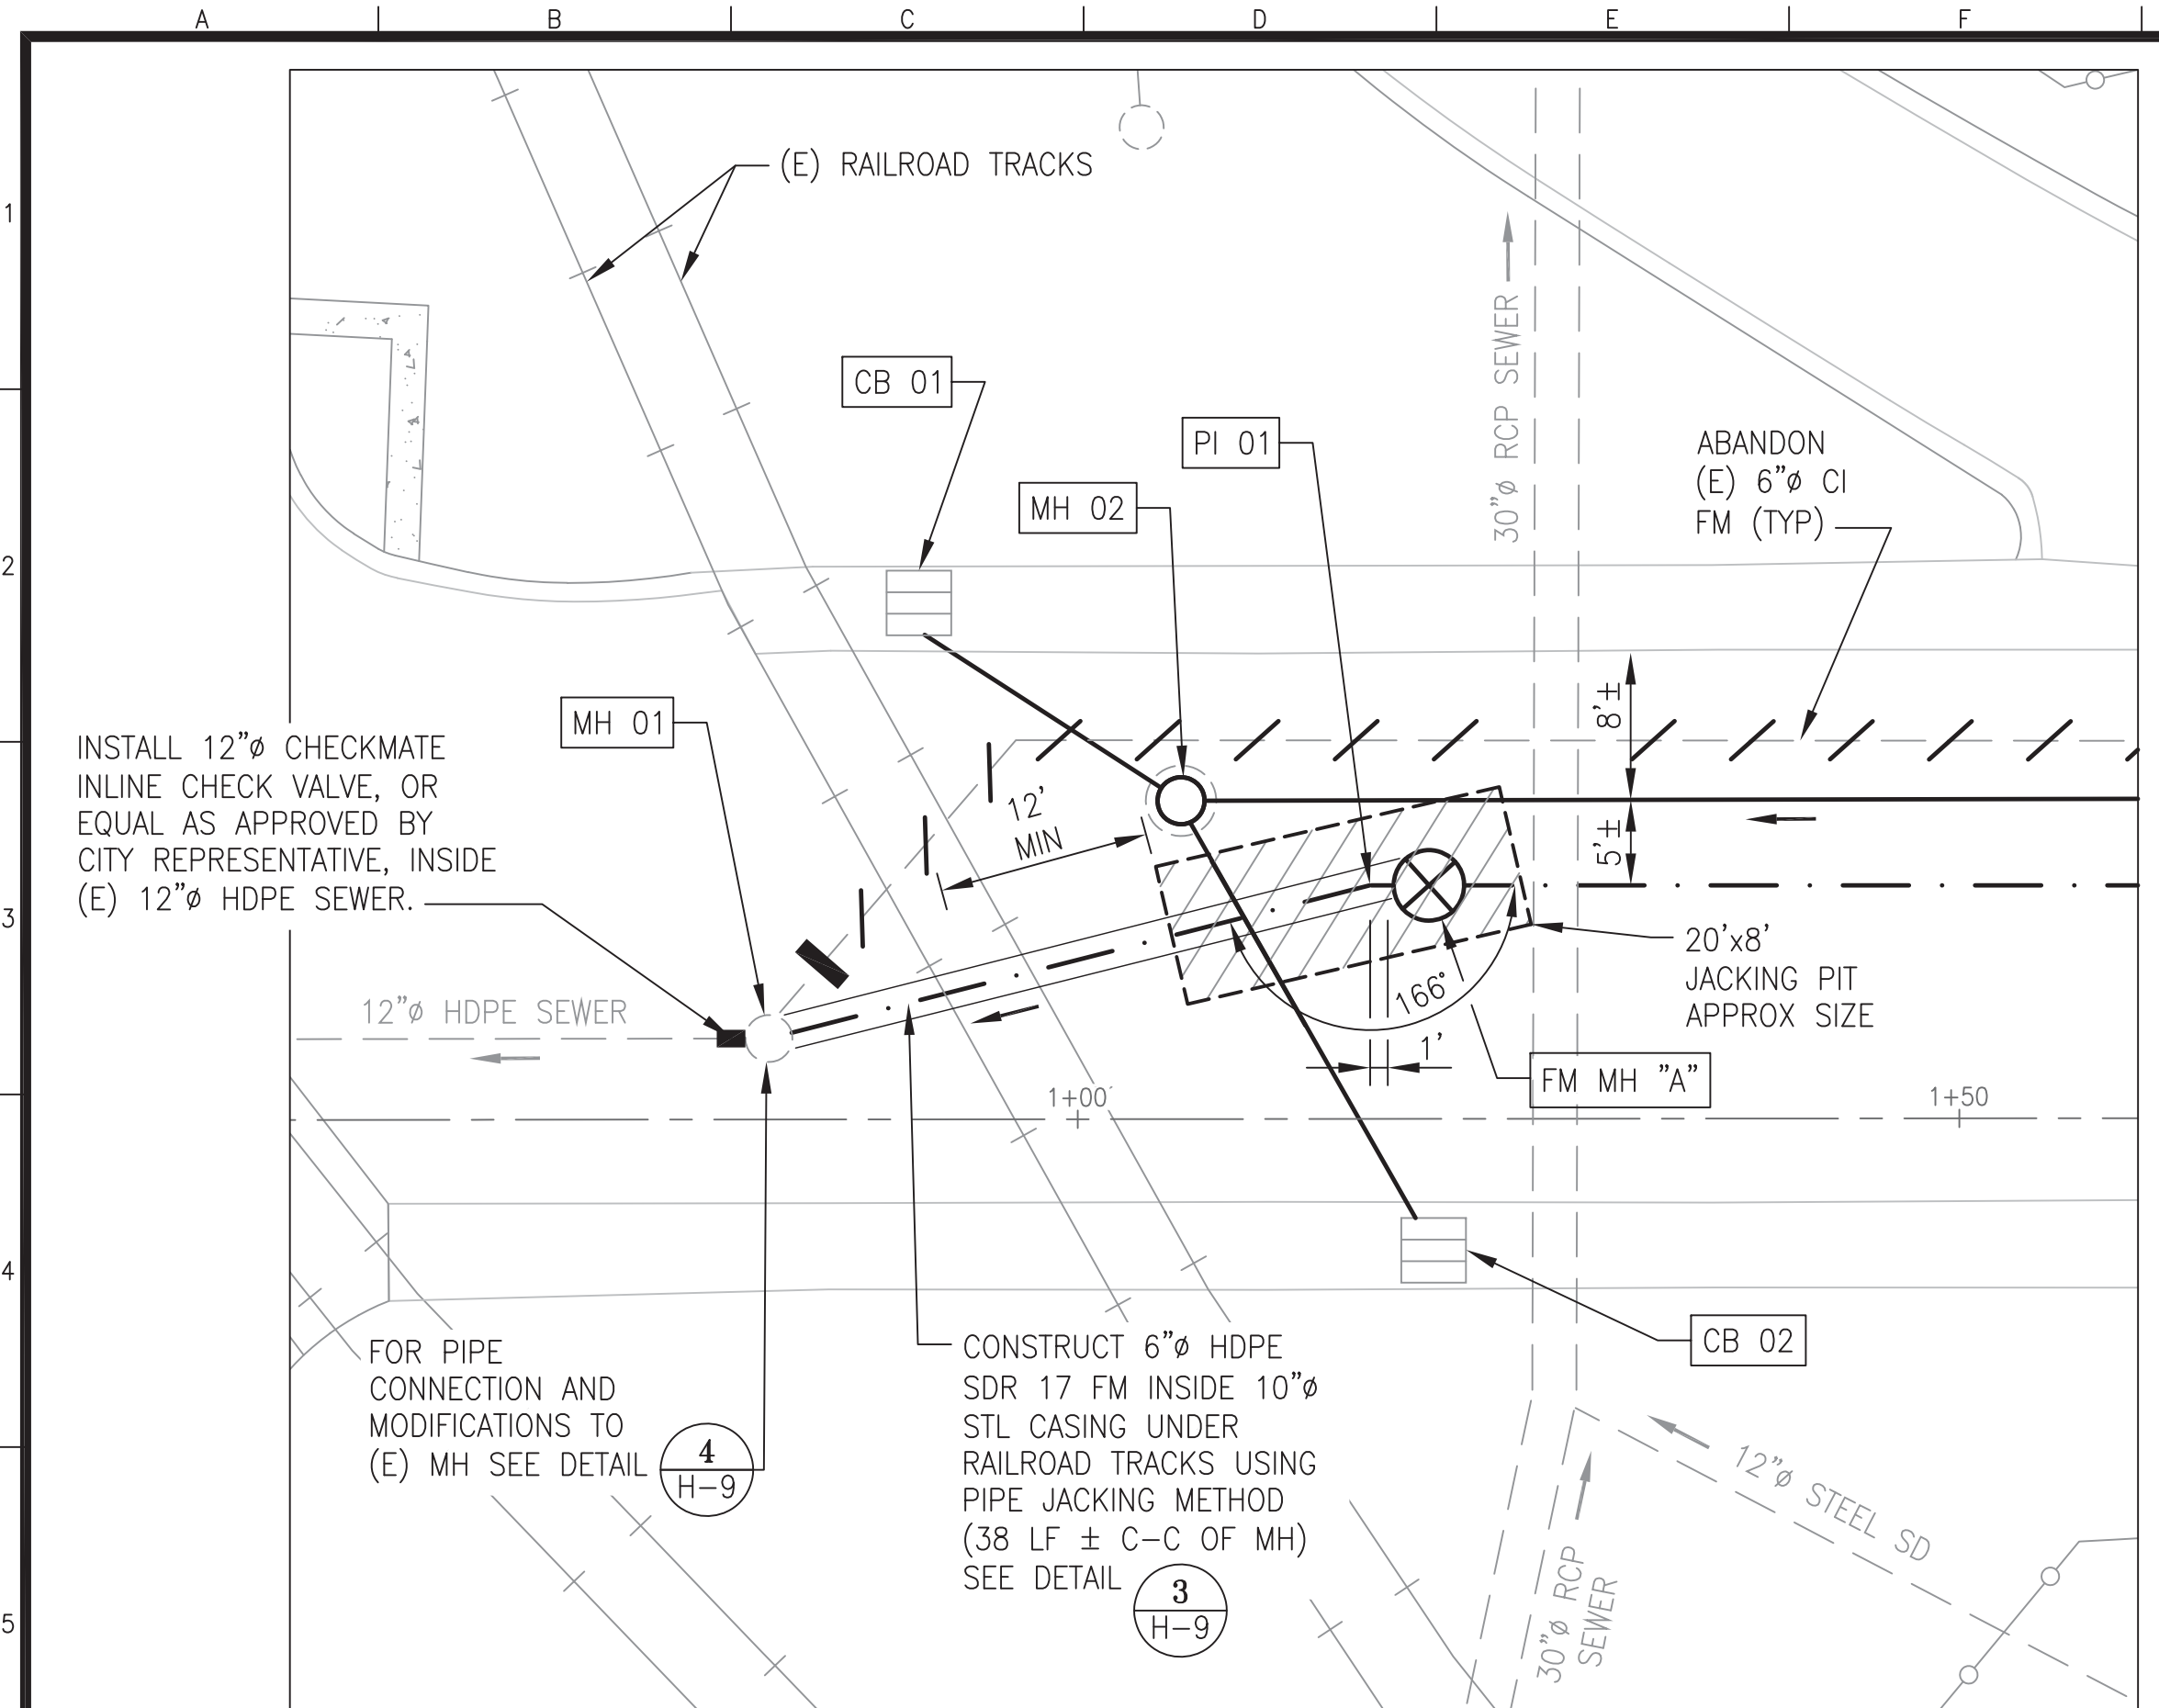 A B C D E F
1
2
3
4
5
(E) RAILROAD TRACKS
CB 01
PI 01
MH 02
30"ø RCP SEWER
ABANDON
(E) 6"ø CI
FM (TYP)
MH 01
INSTALL 12"ø CHECKMATE
INLINE CHECK VALVE, OR
EQUAL AS APPROVED BY
CITY REPRESENTATIVE, INSIDE
(E) 12"ø HDPE SEWER.
12'
MIN
8'±
5'±
20'x8'
JACKING PIT
APPROX SIZE
166°
1'
12"ø HDPE SEWER
FM MH "A"
1+00
1+50
CB 02
FOR PIPE
CONNECTION AND
MODIFICATIONS TO
(E) MH SEE DETAIL
4
H-9
CONSTRUCT 6"ø HDPE
SDR 17 FM INSIDE 10"ø
STL CASING UNDER
RAILROAD TRACKS USING
PIPE JACKING METHOD
(38 LF ± C-C OF MH)
SEE DETAIL
3
H-9
12"ø STEEL SD
30"ø RCP
SEWER